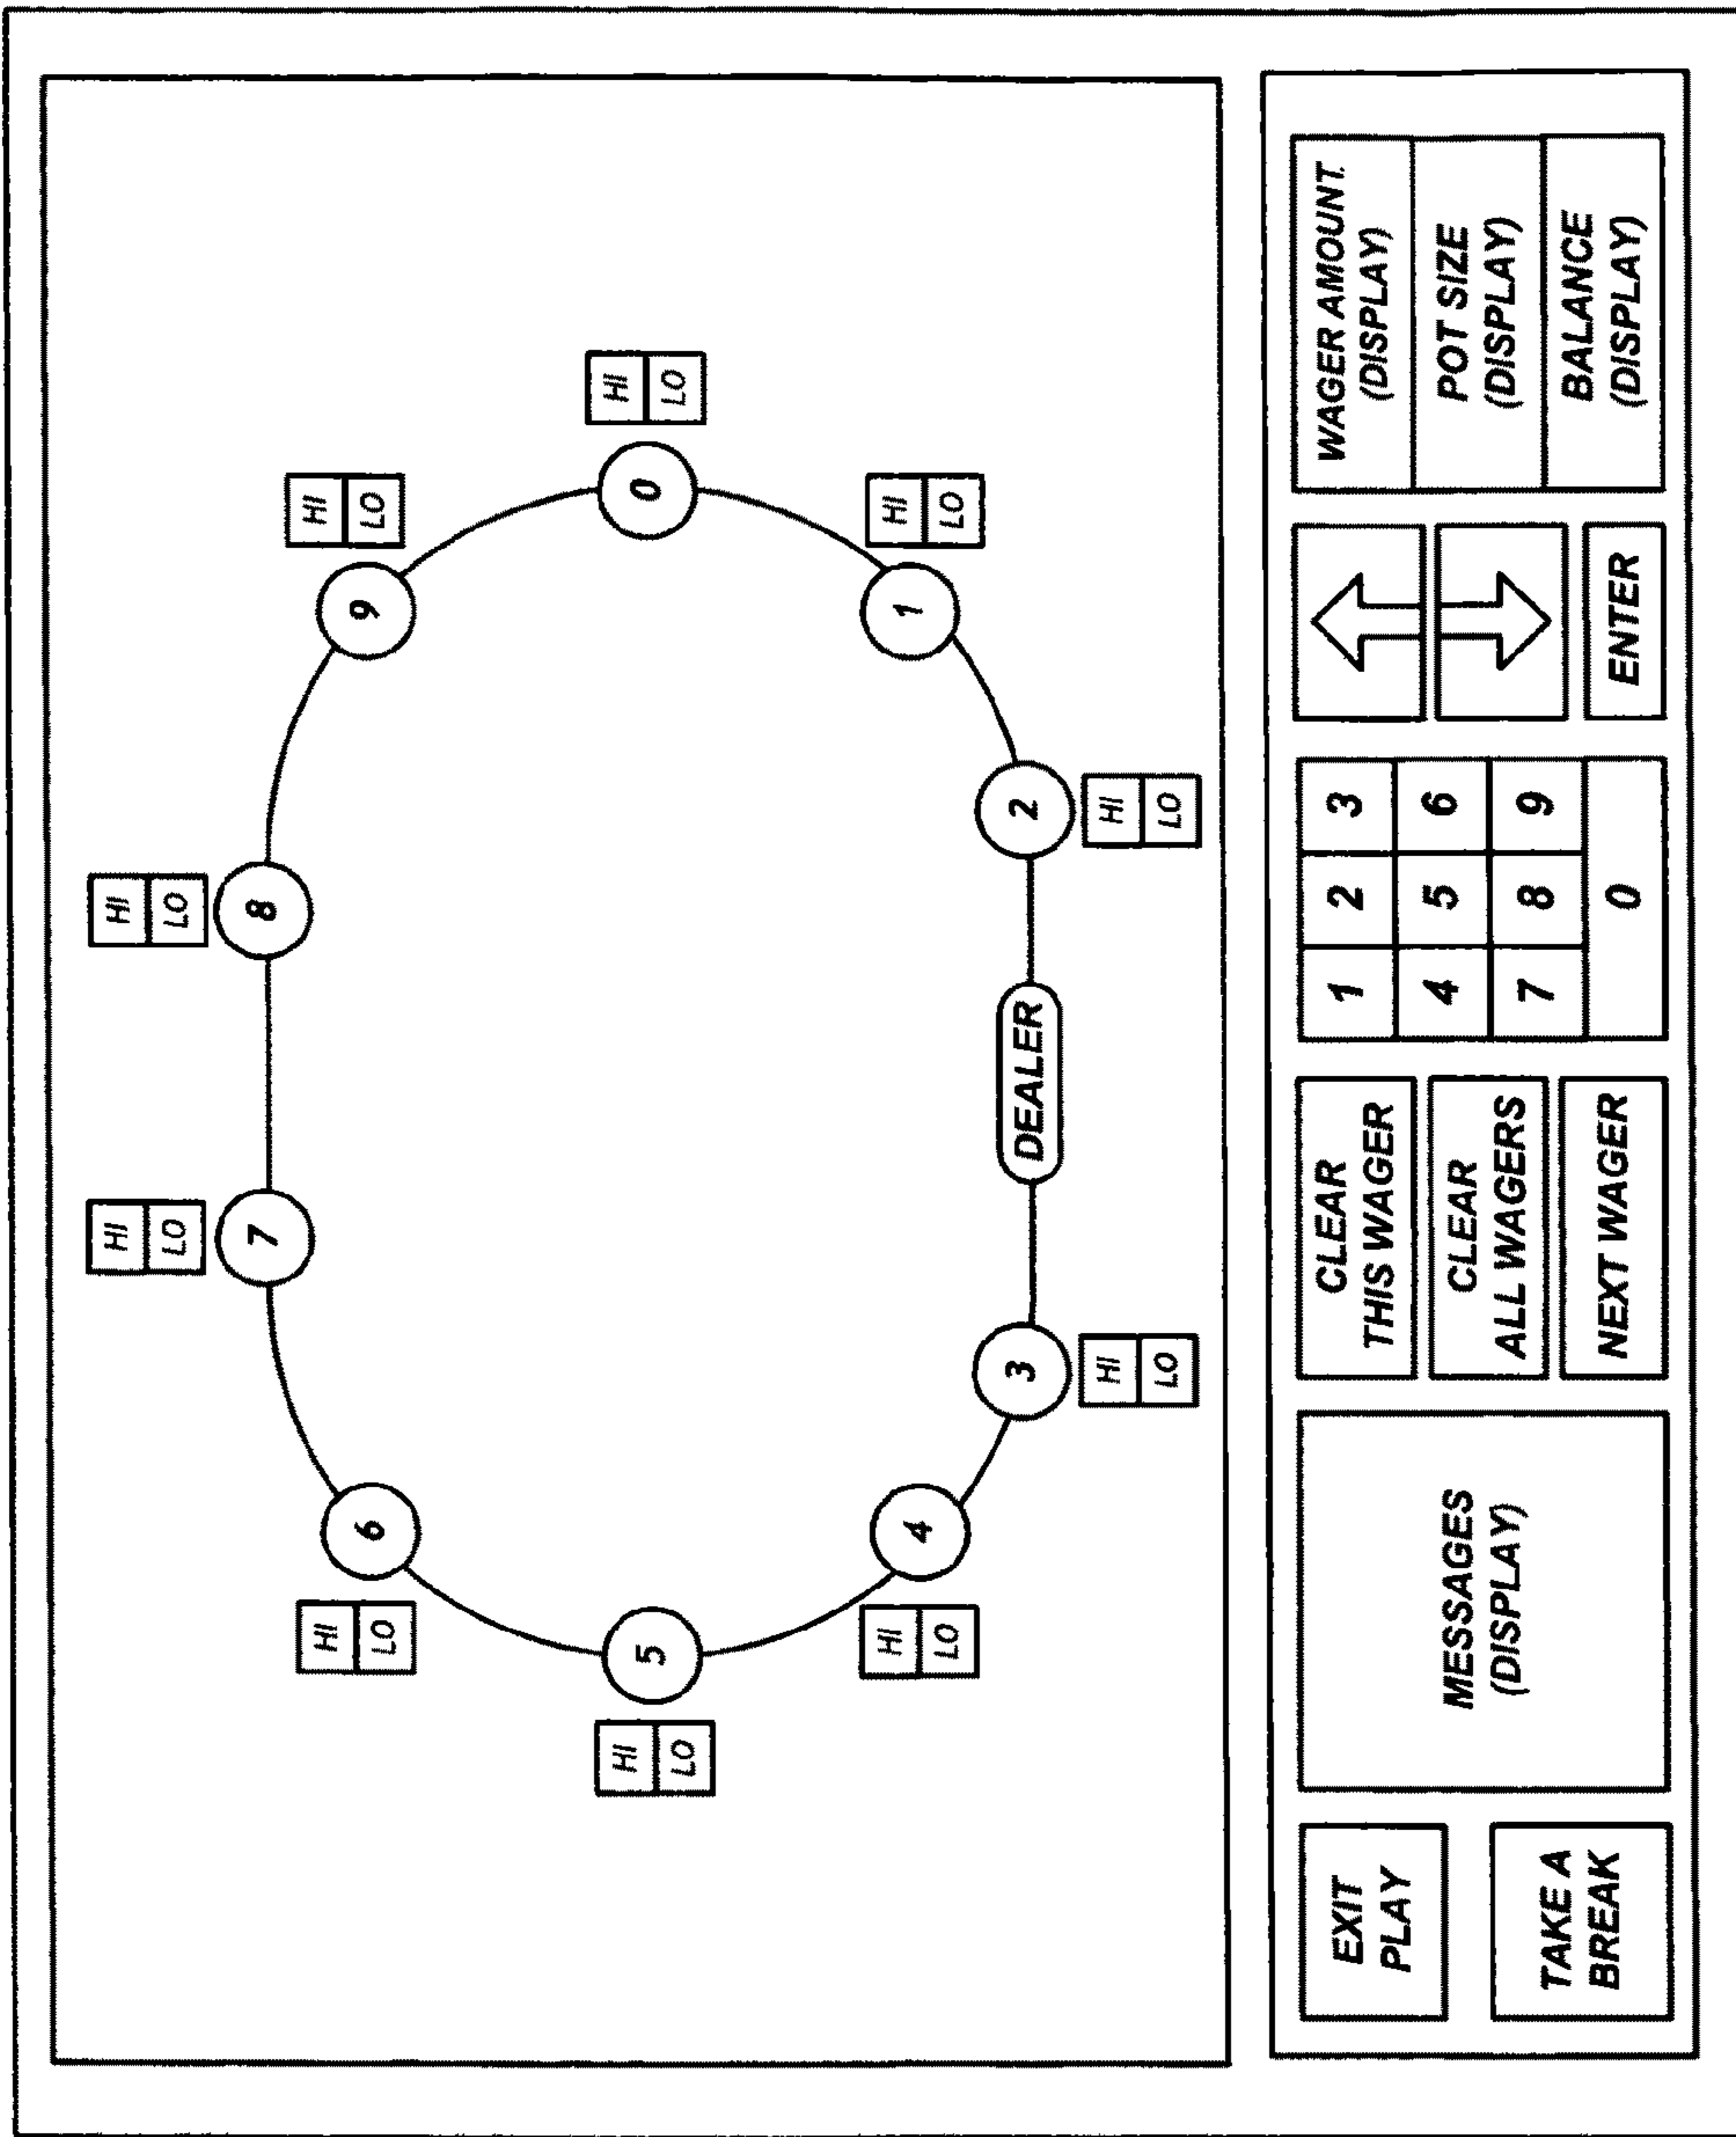 HI
LO
7
HI
LO
8
HI
LO
6
HI
LO
9
HI
LO
5
HI
LO
0
HI
LO
4
HI
LO
1
3
HI
LO
DEALER
2
HI
LO
EXIT
PLAY
TAKE A
BREAK
MESSAGES
(DISPLAY)
CLEAR
THIS WAGER
CLEAR
ALL WAGERS
NEXT WAGER
1 2 3
4 5 6
7 8 9
0
ENTER
WAGER AMOUNT
(DISPLAY)
POT SIZE
(DISPLAY)
BALANCE
(DISPLAY)